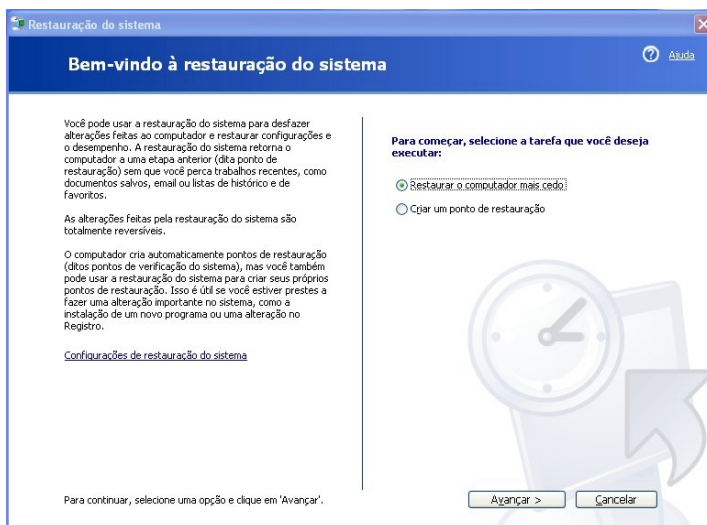 Restauração do sistema
Bem-vindo à restauração do sistema
Ajuda
Você pode usar a restauração do sistema para desfazer
alterações feitas ao computador e restaurar configurações e
o desempenho. A restauração do sistema retorna o
computador a uma etapa anterior (dita ponto de
restauração) sem que você perca trabalhos recentes, como
documentos salvos, email ou listas de histórico e de
favoritos.
As alterações feitas pela restauração do sistema são
totalmente reversíveis.
O computador cria automaticamente pontos de restauração
(ditos pontos de verificação do sistema), mas você também
pode usar a restauração do sistema para criar seus próprios
pontos de restauração. Isso é útil se você estiver prestes a
fazer uma alteração importante no sistema, como a
instalação de um novo programa ou uma alteração no
Registro.
Configurações de restauração do sistema
Para continuar, selecione uma opção e clique em 'Avançar'.
Para começar, selecione a tarefa que você deseja
executar:
Restaurar o computador mais cedo
Criar um ponto de restauração
Avançar >
Cancelar